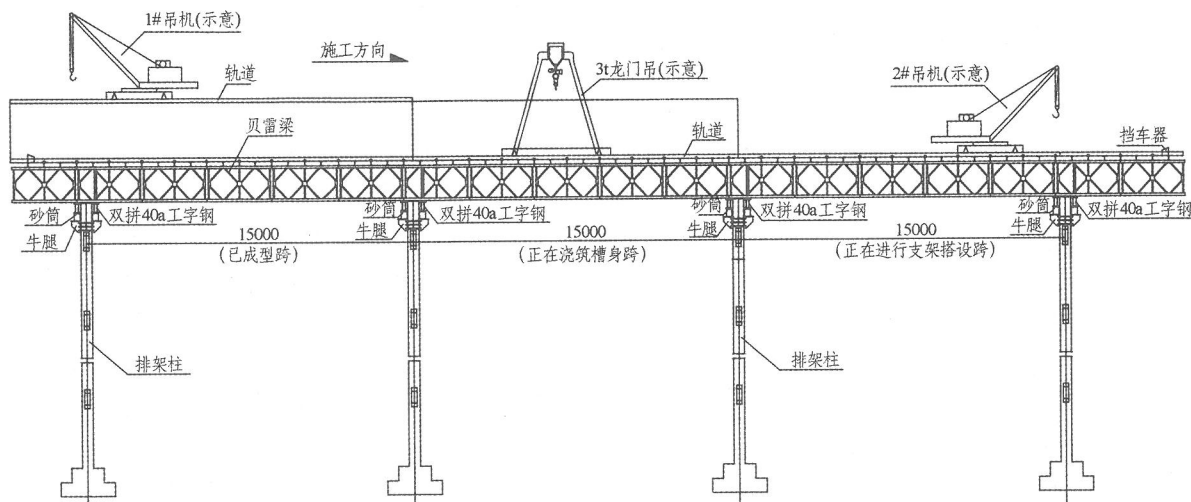 1#吊机(示意)
施工方向
轨道
3t龙门吊(示意)
2#吊机(示意)
贝雷梁
轨道
挡车器
砂筒
双拼40a工字钢
砂筒
双拼40a工字钢
砂筒
双拼40a工字钢
砂筒
双拼40a工字钢
牛腿
牛腿
牛腿
牛腿
15000
15000
15000
(已成型跨)
(正在浇筑槽身跨)
(正在进行支架搭设跨)
排架柱
排架柱